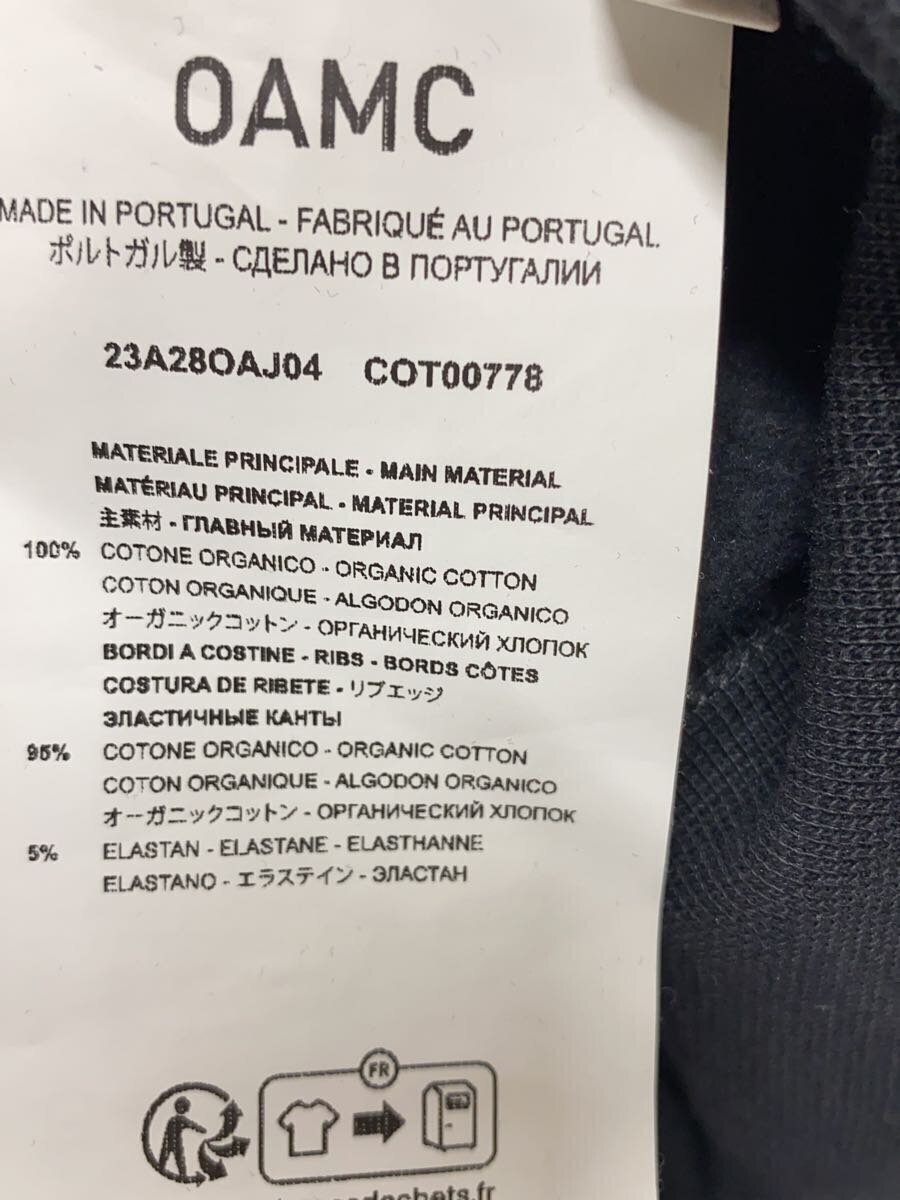 OAMC
MADE IN PORTUGAL - FABRIQUÉ AU PORTUGAL
ポルトガル製 - СДЕЛАНО В ПОРТУГАЛИИ
23A28OAJ04 COT00778
MATERIALE PRINCIPALE - MAIN MATERIAL
MATÉRIAU PRINCIPAL - MATERIAL PRINCIPAL
主素材 - ГЛАВНЫЙ МАТЕРИАЛ
100% COTONE ORGANICO - ORGANIC COTTON
COTON ORGANIQUE - ALGODON ORGANICO
オーガニックコットン - ОРГАНИЧЕСКИЙ ХЛОПОК
BORDI A COSTINE - RIBS - BORDS CÔTES
COSTURA DE RIBETE - リブエッジ
ЭЛАСТИЧНЫЕ КАНТЫ
95% COTONE ORGANICO - ORGANIC COTTON
COTON ORGANIQUE - ALGODON ORGANICO
オーガニックコットン - ОРГАНИЧЕСКИЙ ХЛОПОК
5% ELASTAN - ELASTANE - ELASTHANNE
ELASTANO - エラステイン - ЭЛАСТАН
FR